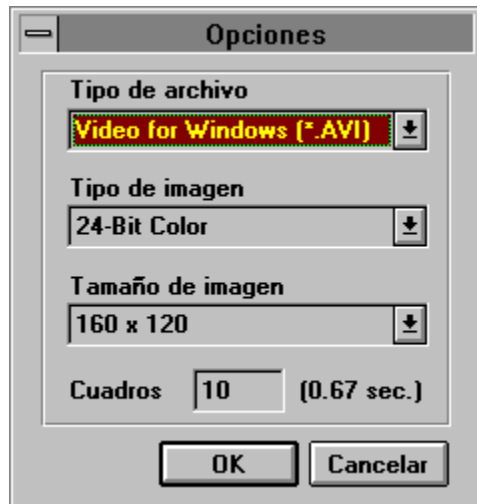 Opciones
Tipo de archivo
Video for Windows (*.AVI)
Tipo de imagen
24-Bit Color
Tamaño de imagen
160 x 120
Cuadros 10 (0.67 sec.)
OK Cancelar